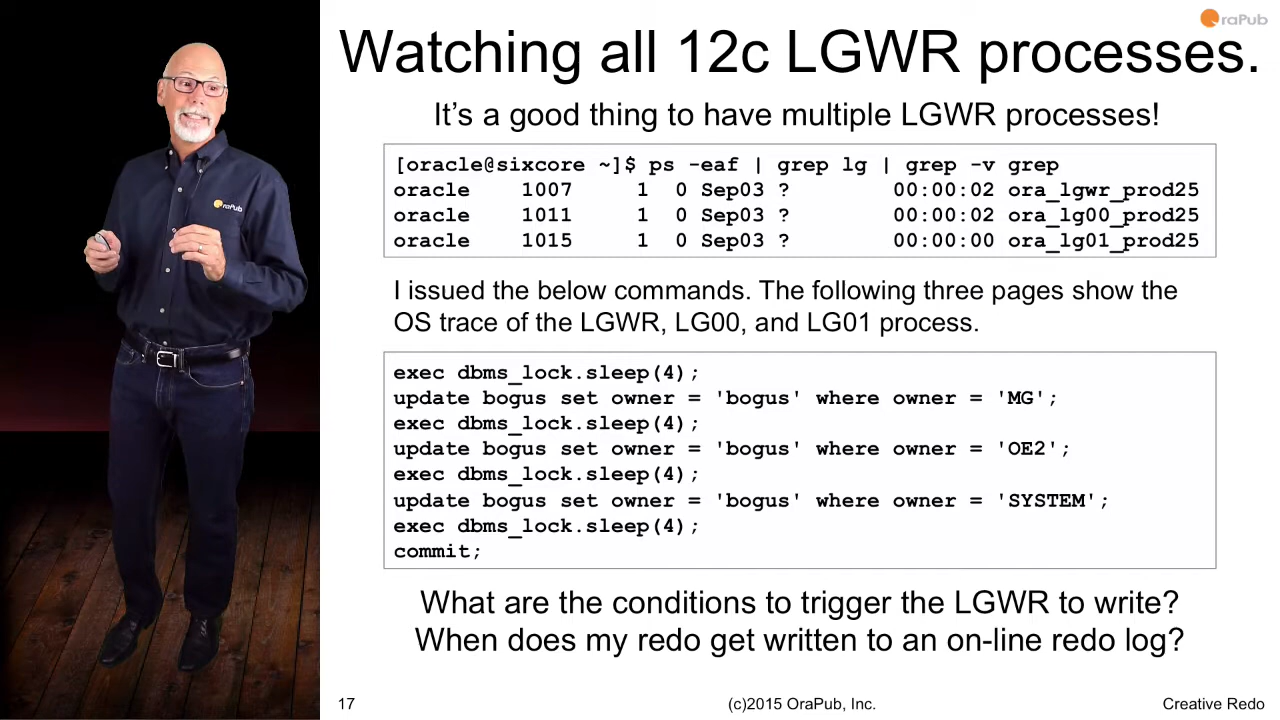 OraPub
Watching all 12c LGWR processes.
It's a good thing to have multiple LGWR processes!
[oracle@sixcore ~]$ ps -eaf | grep lg | grep -v grep
oracle    1007     1  0 Sep03 ?        00:00:02 ora_lgwr_prod25
oracle    1011     1  0 Sep03 ?        00:00:02 ora_lg00_prod25
oracle    1015     1  0 Sep03 ?        00:00:00 ora_lg01_prod25
OraPub
I issued the below commands. The following three pages show the
OS trace of the LGWR, LG00, and LG01 process.
exec dbms_lock.sleep(4);
update bogus set owner = 'bogus' where owner = 'MG';
exec dbms_lock.sleep(4);
update bogus set owner = 'bogus' where owner = 'OE2';
exec dbms_lock.sleep(4);
update bogus set owner = 'bogus' where owner = 'SYSTEM';
exec dbms_lock.sleep(4);
commit;
What are the conditions to trigger the LGWR to write?
When does my redo get written to an on-line redo log?
17
(c)2015 OraPub, Inc.
Creative Redo